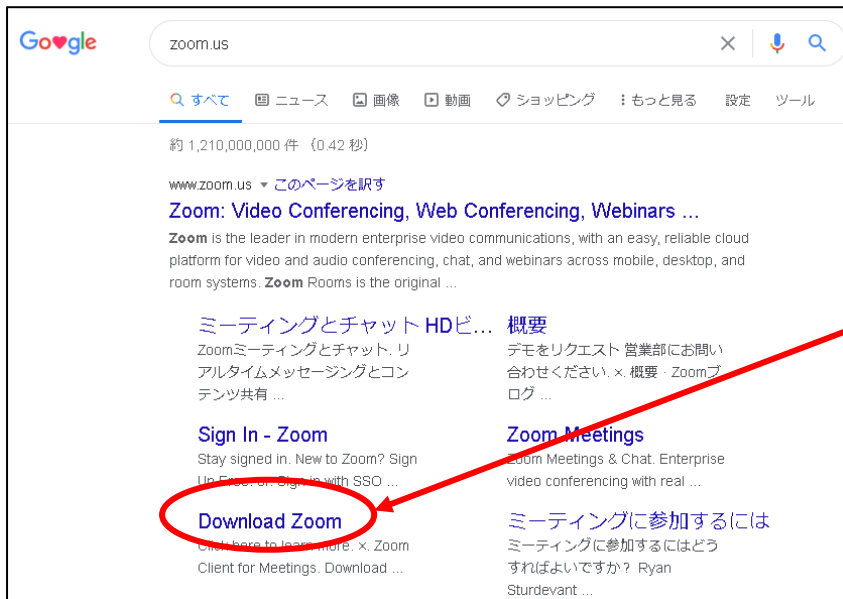 Google
zoom.us
すべて ニュース 画像 動画 ショッピング もっと見る 設定 ツール
約 1,210,000,000 件 (0.42 秒)
www.zoom.us このページを訳す
Zoom: Video Conferencing, Web Conferencing, Webinars ...
Zoom is the leader in modern enterprise video communications, with an easy, reliable cloud
platform for video and audio conferencing, chat, and webinars across mobile, desktop, and
room systems. Zoom Rooms is the original ...
ミーティングとチャット HDビ...
Zoomミーティングとチャット. リ
アルタイムメッセージングとコン
テンツ共有 ...
概要
デモをリクエスト 営業部にお問い
合わせください. ×. 概要 · Zoomブ
ログ ...
Sign In - Zoom
Stay signed in. New to Zoom? Sign
Up Free. or. Sign in with SSO ...
Zoom Meetings
Zoom Meetings & Chat. Enterprise
video conferencing with real ...
Download Zoom
Click here to learn more. ×. Zoom
Client for Meetings. Download ...
ミーティングに参加するには
ミーティングに参加するにはどう
すればよいですか? Ryan
Sturdevant ...